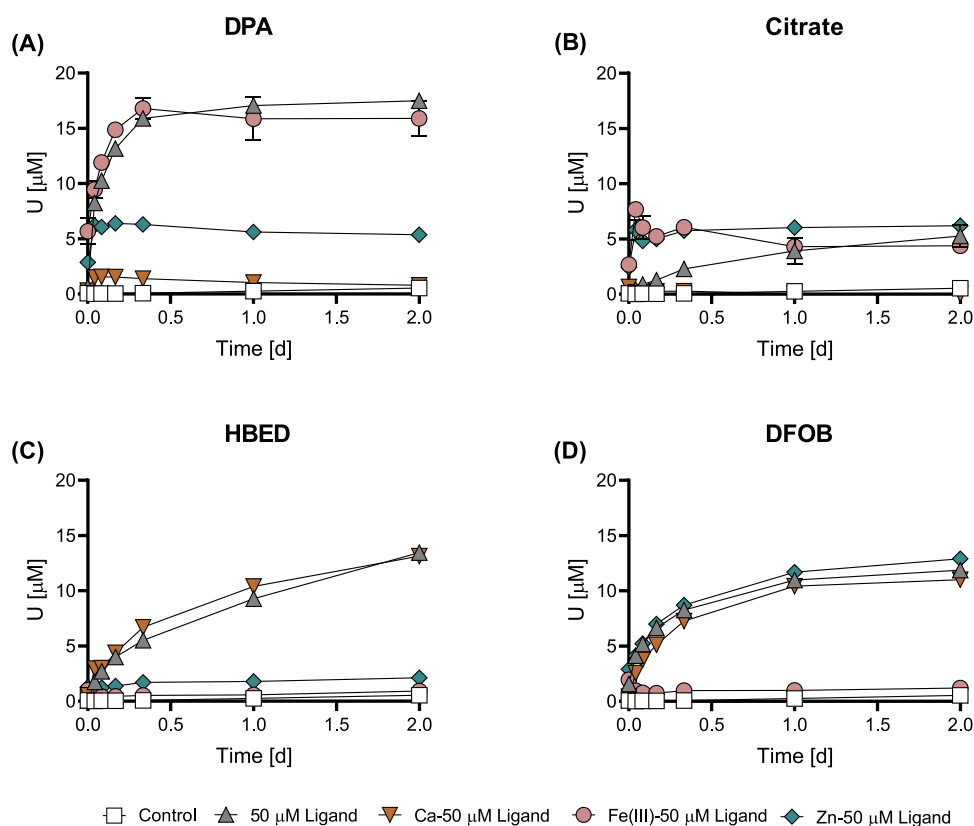 (A) DPA
U [μM]
20
15
10
5
0
0.0 0.5 1.0 1.5 2.0
Time [d]
(B) Citrate
U [μM]
20
15
10
5
0
0.0 0.5 1.0 1.5 2.0
Time [d]
(C) HBED
U [μM]
20
15
10
5
0
0.0 0.5 1.0 1.5 2.0
Time [d]
(D) DFOB
U [μM]
20
15
10
5
0
0.0 0.5 1.0 1.5 2.0
Time [d]
Control 50 μM Ligand Ca-50 μM Ligand Fe(III)-50 μM Ligand Zn-50 μM Ligand